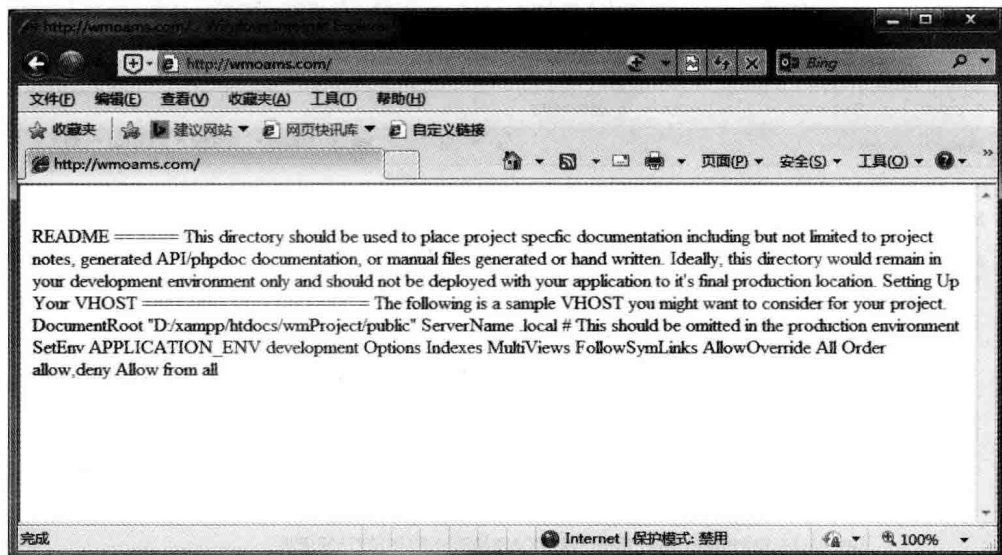 http://wmoams.com/ - Windows Internet Explorer
http://wmoams.com/
Bing
文件(F) 编辑(E) 查看(V) 收藏夹(A) 工具(T) 帮助(H)
收藏夹 建议网站 网页快讯库 自定义链接
http://wmoams.com/ 页面(P) 安全(S) 工具(O) »
README ====== This directory should be used to place project specfic documentation including but not limited to project
notes, generated API/phpdoc documentation, or manual files generated or hand written. Ideally, this directory would remain in
your development environment only and should not be deployed with your application to it's final production location. Setting Up
Your VHOST ===================== The following is a sample VHOST you might want to consider for your project.
DocumentRoot "D:/xampp/htdocs/wmProject/public" ServerName .local # This should be omitted in the production environment
SetEnv APPLICATION_ENV development Options Indexes MultiViews FollowSymLinks AllowOverride All Order
allow,deny Allow from all
完成 Internet | 保护模式: 禁用 100%